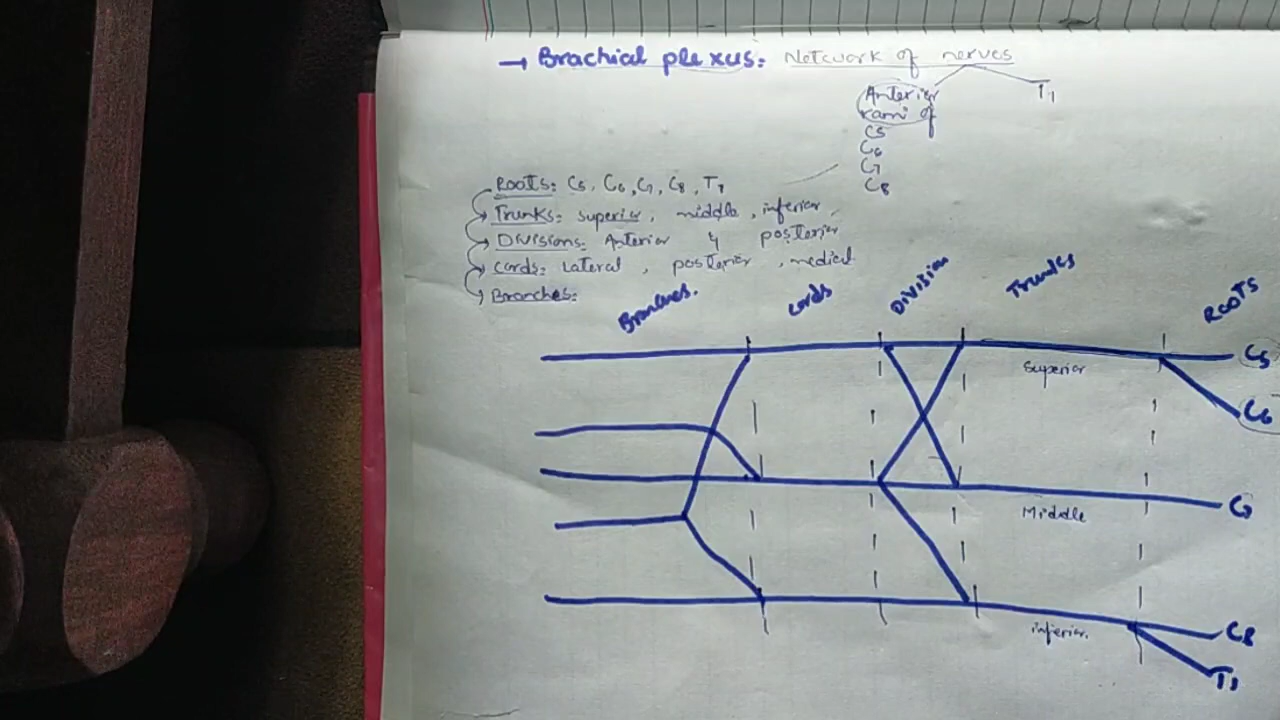 → Brachial plexus: Network of nerves
Anterior T1
rami of
C5
C6
C7
C8
Roots: C5, C6, C7, C8, T1
Trunks: superior, middle, inferior,
Divisions: Anterior & posterior
Cords: Lateral, posterior, medical
Branches:
Branches. Cords Division Trunks Roots
C5
Superior
C6
C7
Middle
C8
inferior.
T1